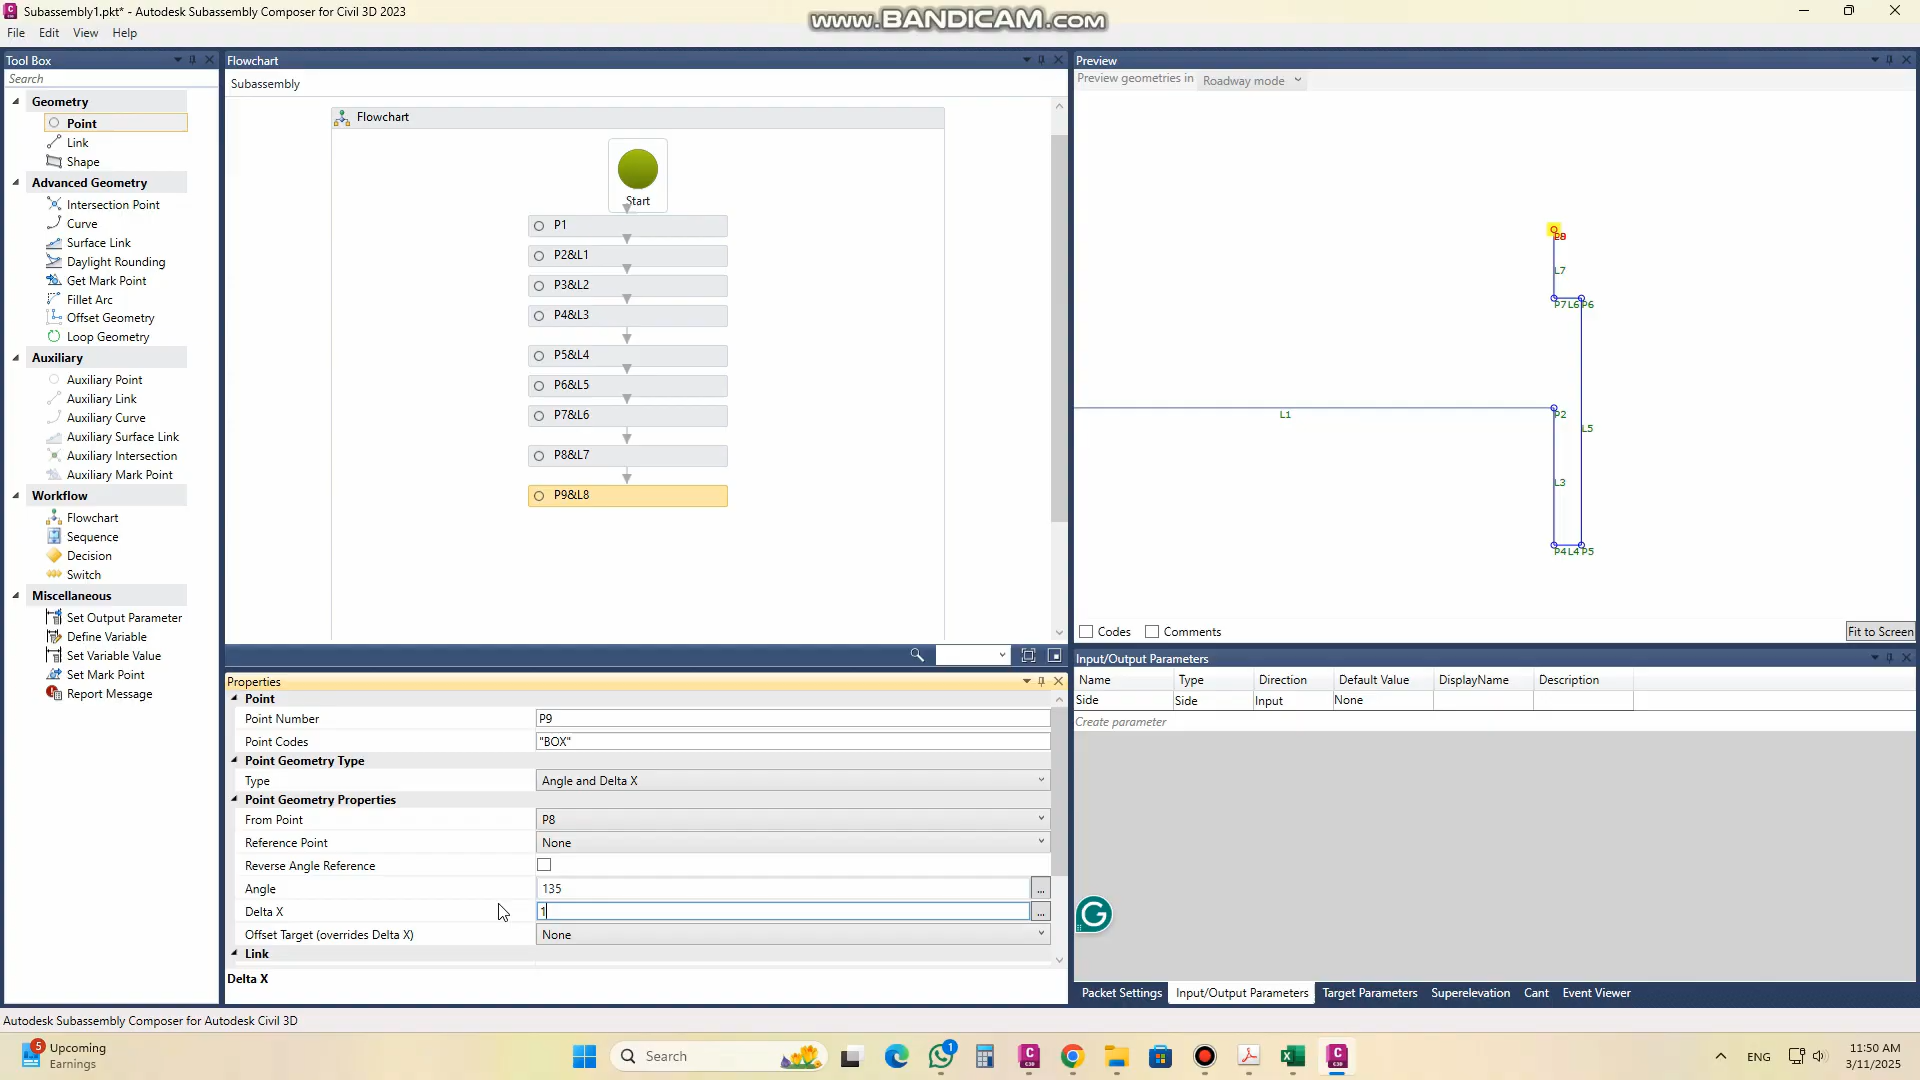 Subassembly1.pkt* - Autodesk Subassembly Composer for Civil 3D 2023
www.BANDICAM.com
File Edit View Help
Tool Box
Search
Geometry
Point
Link
Shape
Advanced Geometry
Intersection Point
Curve
Surface Link
Daylight Rounding
Get Mark Point
Fillet Arc
Offset Geometry
Loop Geometry
Auxiliary
Auxiliary Point
Auxiliary Link
Auxiliary Curve
Auxiliary Surface Link
Auxiliary Intersection
Auxiliary Mark Point
Workflow
Flowchart
Sequence
Decision
Switch
Miscellaneous
Set Output Parameter
Define Variable
Set Variable Value
Set Mark Point
Report Message
Flowchart
Subassembly
Flowchart
Start
P1
P2&L1
P3&L2
P4&L3
P5&L4
P6&L5
P7&L6
P8&L7
P9&L8
Properties
Point
Point Number P9
Point Codes "BOX"
Point Geometry Type
Type Angle and Delta X
Point Geometry Properties
From Point P8
Reference Point None
Reverse Angle Reference
Angle 135 ...
Delta X 1 ...
Offset Target (overrides Delta X) None
Link
Delta X
Preview
Preview geometries in Roadway mode
L7
P7 L6 P6
P2
L1
L5
L3
P4 L4 P5
Codes Comments
Fit to Screen
Input/Output Parameters
Name Type Direction Default Value DisplayName Description
Side Side Input None
Create parameter
Packet Settings Input/Output Parameters Target Parameters Superelevation Cant Event Viewer
Autodesk Subassembly Composer for Autodesk Civil 3D
5
Upcoming
Earnings
Search
1
ENG
11:50 AM
3/11/2025